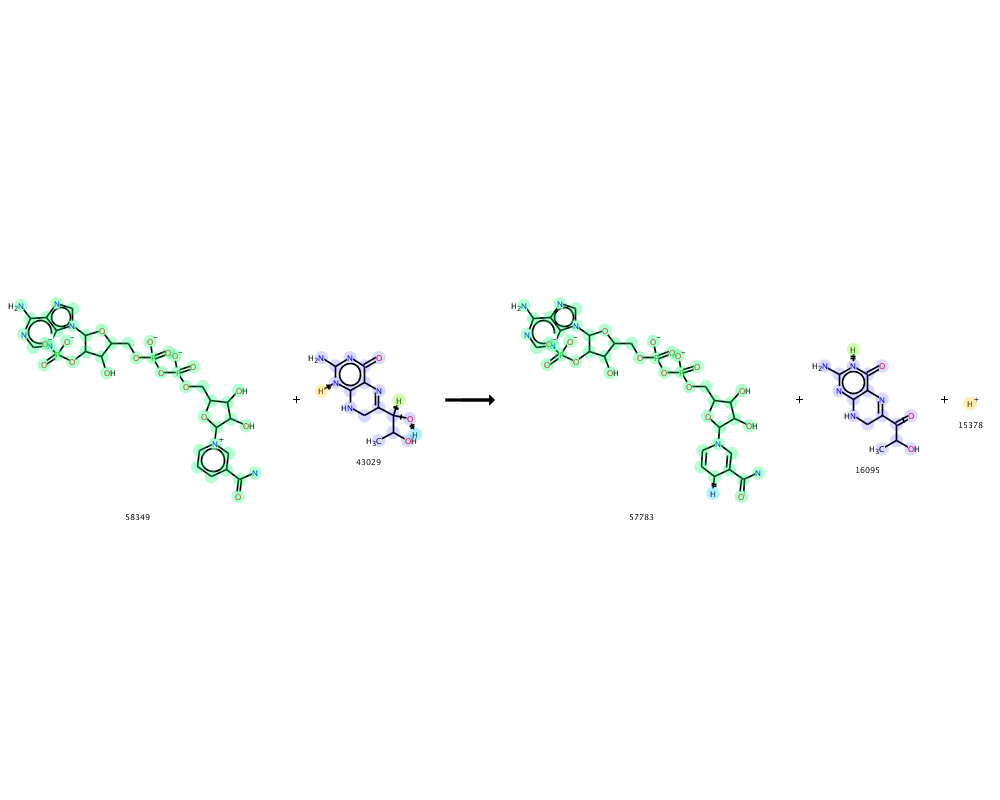 H₂N N N N N O O⁻ O⁻ O⁻ O⁻ P O O OH O P O O P O O O OH OH N⁺ N O
58349
+
H₂N N O N H HN N H O H H₃C OH
43029
H₂N N N N N O O⁻ O⁻ O⁻ P O O OH O P O O P O O O OH OH N N O H
57783
+
H H₂N N O N N HN O H₃C OH
16095
+
H⁺
15378